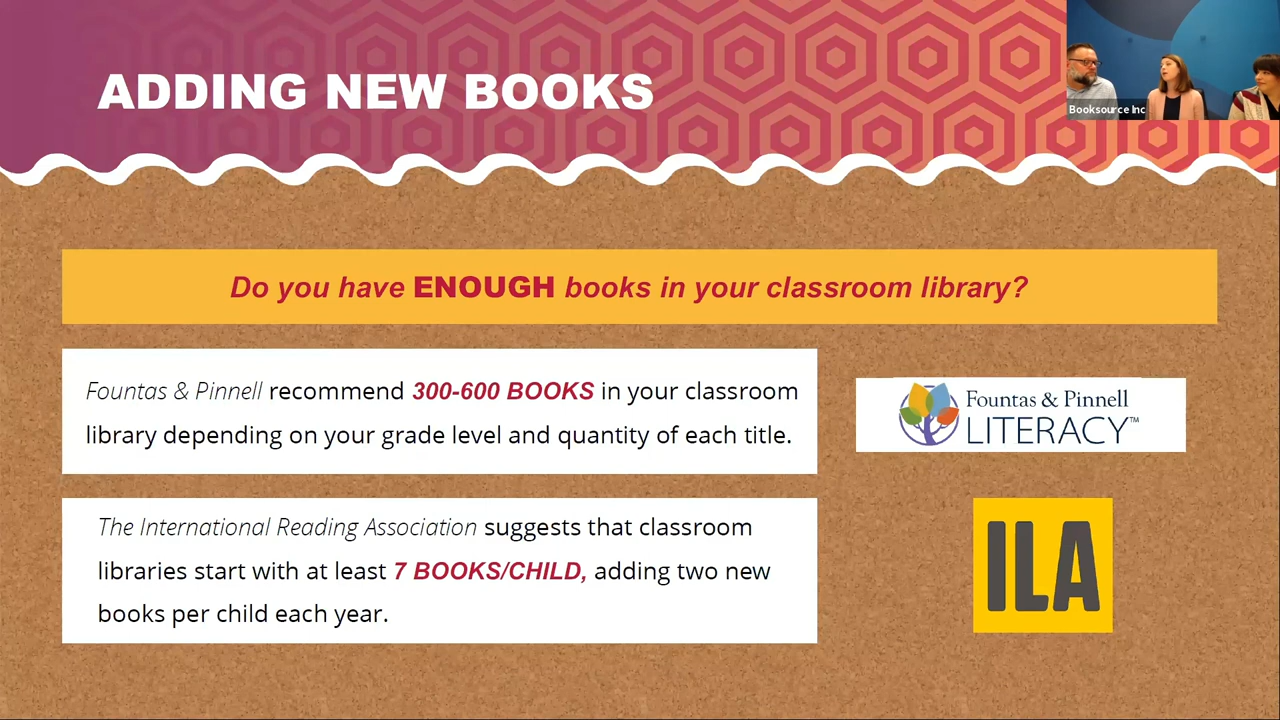 ADDING NEW BOOKS
Booksource Inc
Do you have ENOUGH books in your classroom library?
Fountas & Pinnell recommend 300-600 BOOKS in your classroom
library depending on your grade level and quantity of each title.
Fountas & Pinnell
LITERACY™
The International Reading Association suggests that classroom
libraries start with at least 7 BOOKS/CHILD, adding two new
books per child each year.
ILA